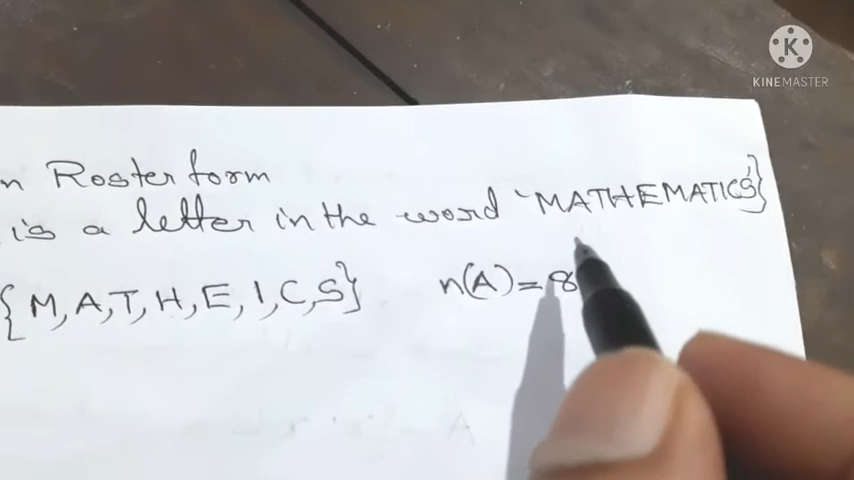 K
KINEMASTER
n Roster form
is a letter in the word 'MATHEMATICS'}
{M, A, T, H, E, I, C, S} n(A) = 8